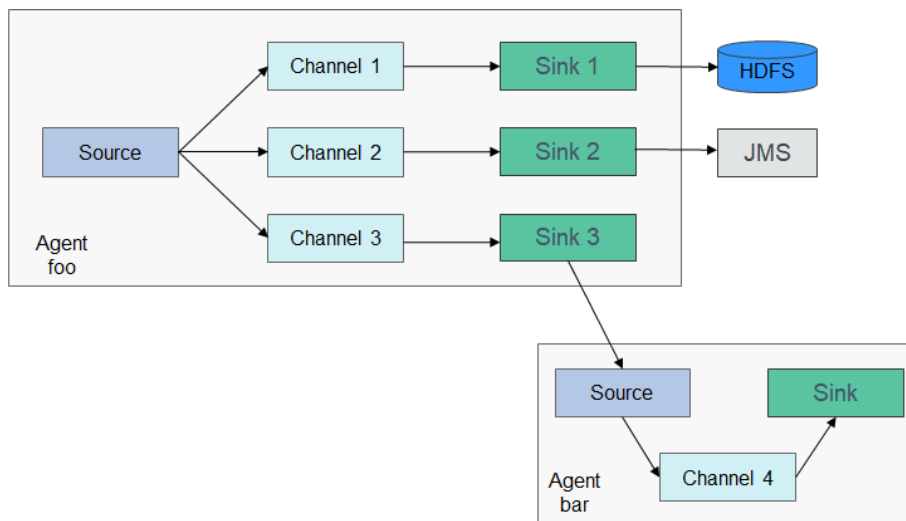 Channel 1
Sink 1
HDFS
Source
Channel 2
Sink 2
JMS
Channel 3
Sink 3
Agent
foo
Source
Sink
Channel 4
Agent
bar